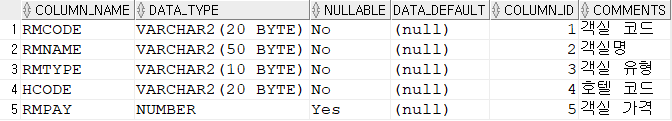 COLUMN_NAME DATA_TYPE NULLABLE DATA_DEFAULT COLUMN_ID COMMENTS
1 RMCODE VARCHAR2(20 BYTE) No (null) 1 객실 코드
2 RMNAME VARCHAR2(50 BYTE) No (null) 2 객실명
3 RMTYPE VARCHAR2(10 BYTE) No (null) 3 객실 유형
4 HCODE VARCHAR2(20 BYTE) No (null) 4 호텔 코드
5 RMPAY NUMBER Yes (null) 5 객실 가격